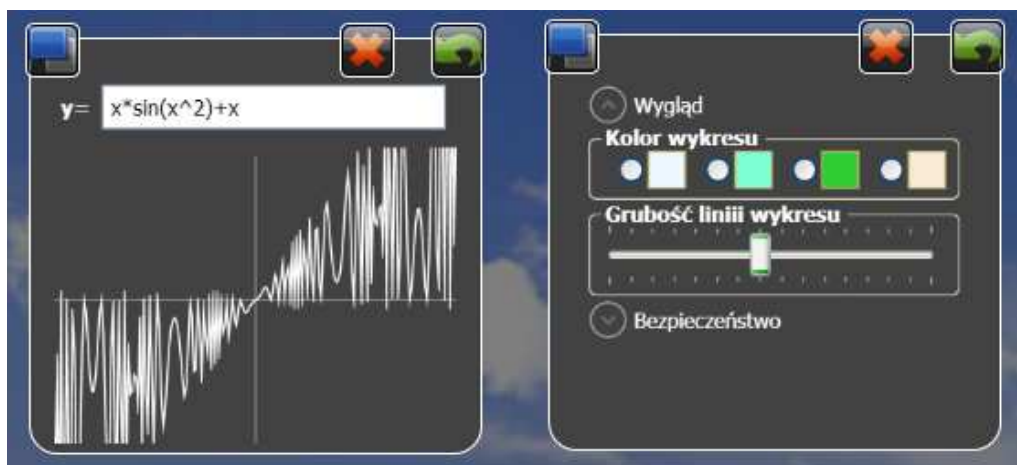 y= x*sin(x^2)+x
Wygląd
Kolor wykresu
Grubość liniii wykresu
Bezpieczeństwo